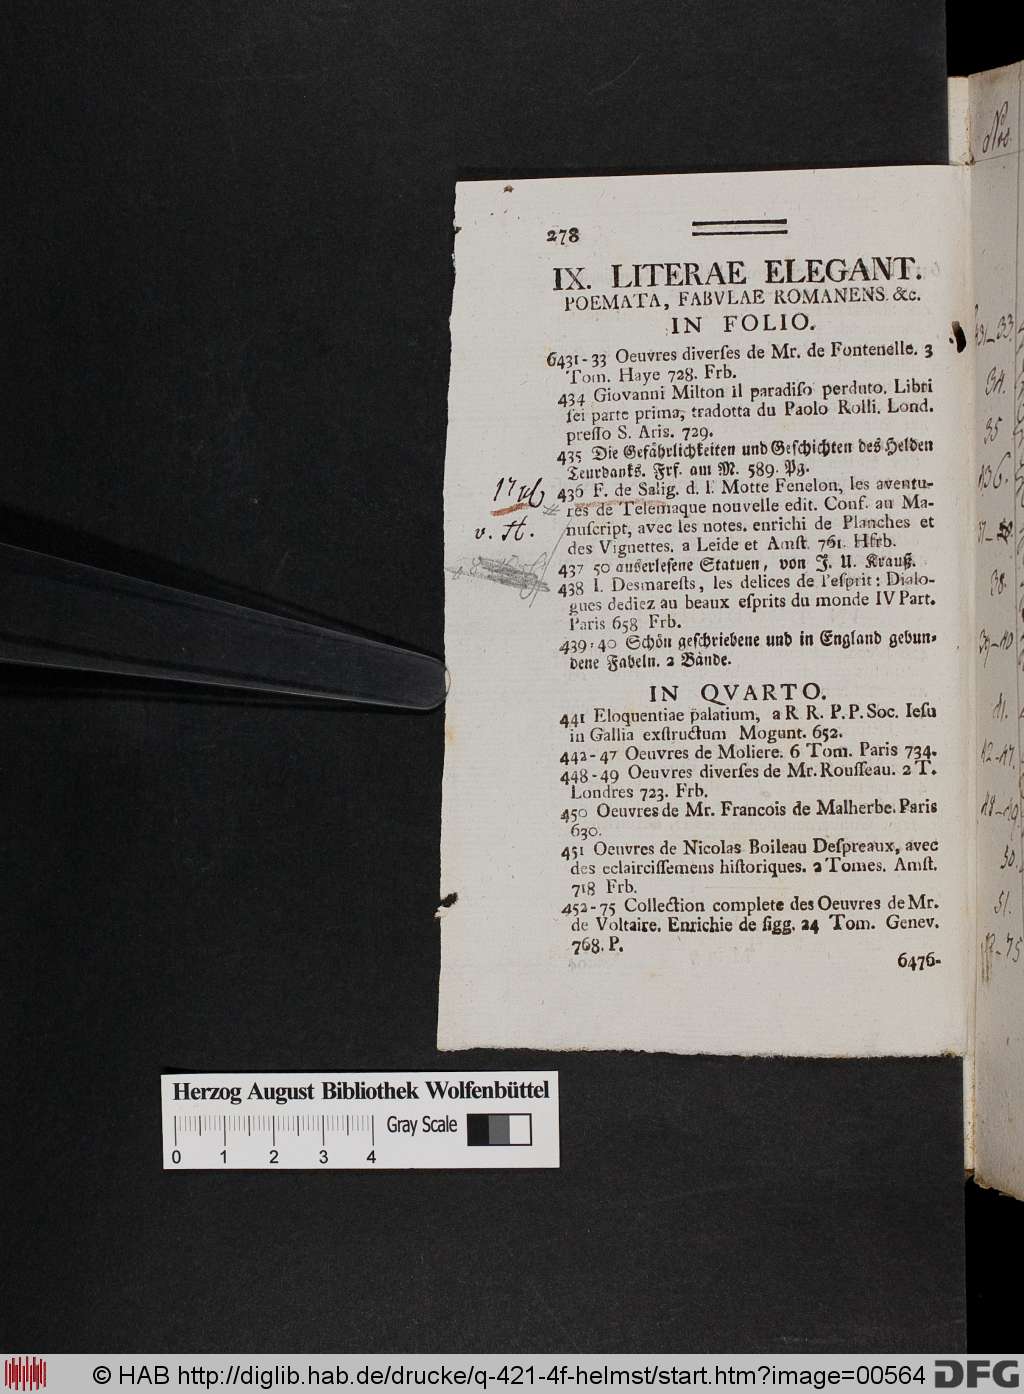 278
IX. LITERAE ELEGANT.
POEMATA, FABVLAE ROMANENS. &c.
IN FOLIO.
6431-33 Oeuvres diverſes de Mr. de Fontenelle. 3
Tom. Haye 728. Frb.
434 Giovanni Milton il paradiſo perduto. Libri
ſei parte prima, tradotta du Paolo Rolli. Lond.
preſſo S. Aris. 729.
435 Die Gefährlichkeiten und Geſchichten des Helden
Teurdanks. Frf. am M. 589. Pg.
436 F. de Salig. d. l. Motte Fenelon, les aventu-
res de Telemaque nouvelle edit. Conf. au Ma-
nuſcript, avec les notes. enrichi de Planches et
des Vignettes. a Leide et Amſt. 761. Hfrb.
v. H.
437 50 auserleſene Statuen, von J. U. Krauß.
438 I. Desmareſts, les delices de l'eſprit: Dialo-
gues dediez au beaux eſprits du monde IV Part.
Paris 658 Frb.
439-40 Schön geſchriebene und in England gebun-
dene Fabeln. 2 Bände.
IN QVARTO.
441 Eloquentiae palatium, a R R. P. P. Soc. Ieſu
in Gallia exſtructum Mogunt. 652.
442-47 Oeuvres de Moliere. 6 Tom. Paris 734.
448-49 Oeuvres diverſes de Mr. Rouſſeau. 2 T.
Londres 723. Frb.
450 Oeuvres de Mr. Francois de Malherbe. Paris
630.
451 Oeuvres de Nicolas Boileau Deſpreaux, avec
des eclairciſſemens hiſtoriques. 2 Tomes. Amſt.
718 Frb.
452-75 Collection complete des Oeuvres de Mr.
de Voltaire. Enrichie de figg. 24 Tom. Genev.
768. P.
6476-
34.
35
38.
41.
50.
51.
Herzog August Bibliothek Wolfenbüttel
Gray Scale
0 1 2 3 4
© HAB http://diglib.hab.de/drucke/q-421-4f-helmst/start.htm?image=00564 DFG